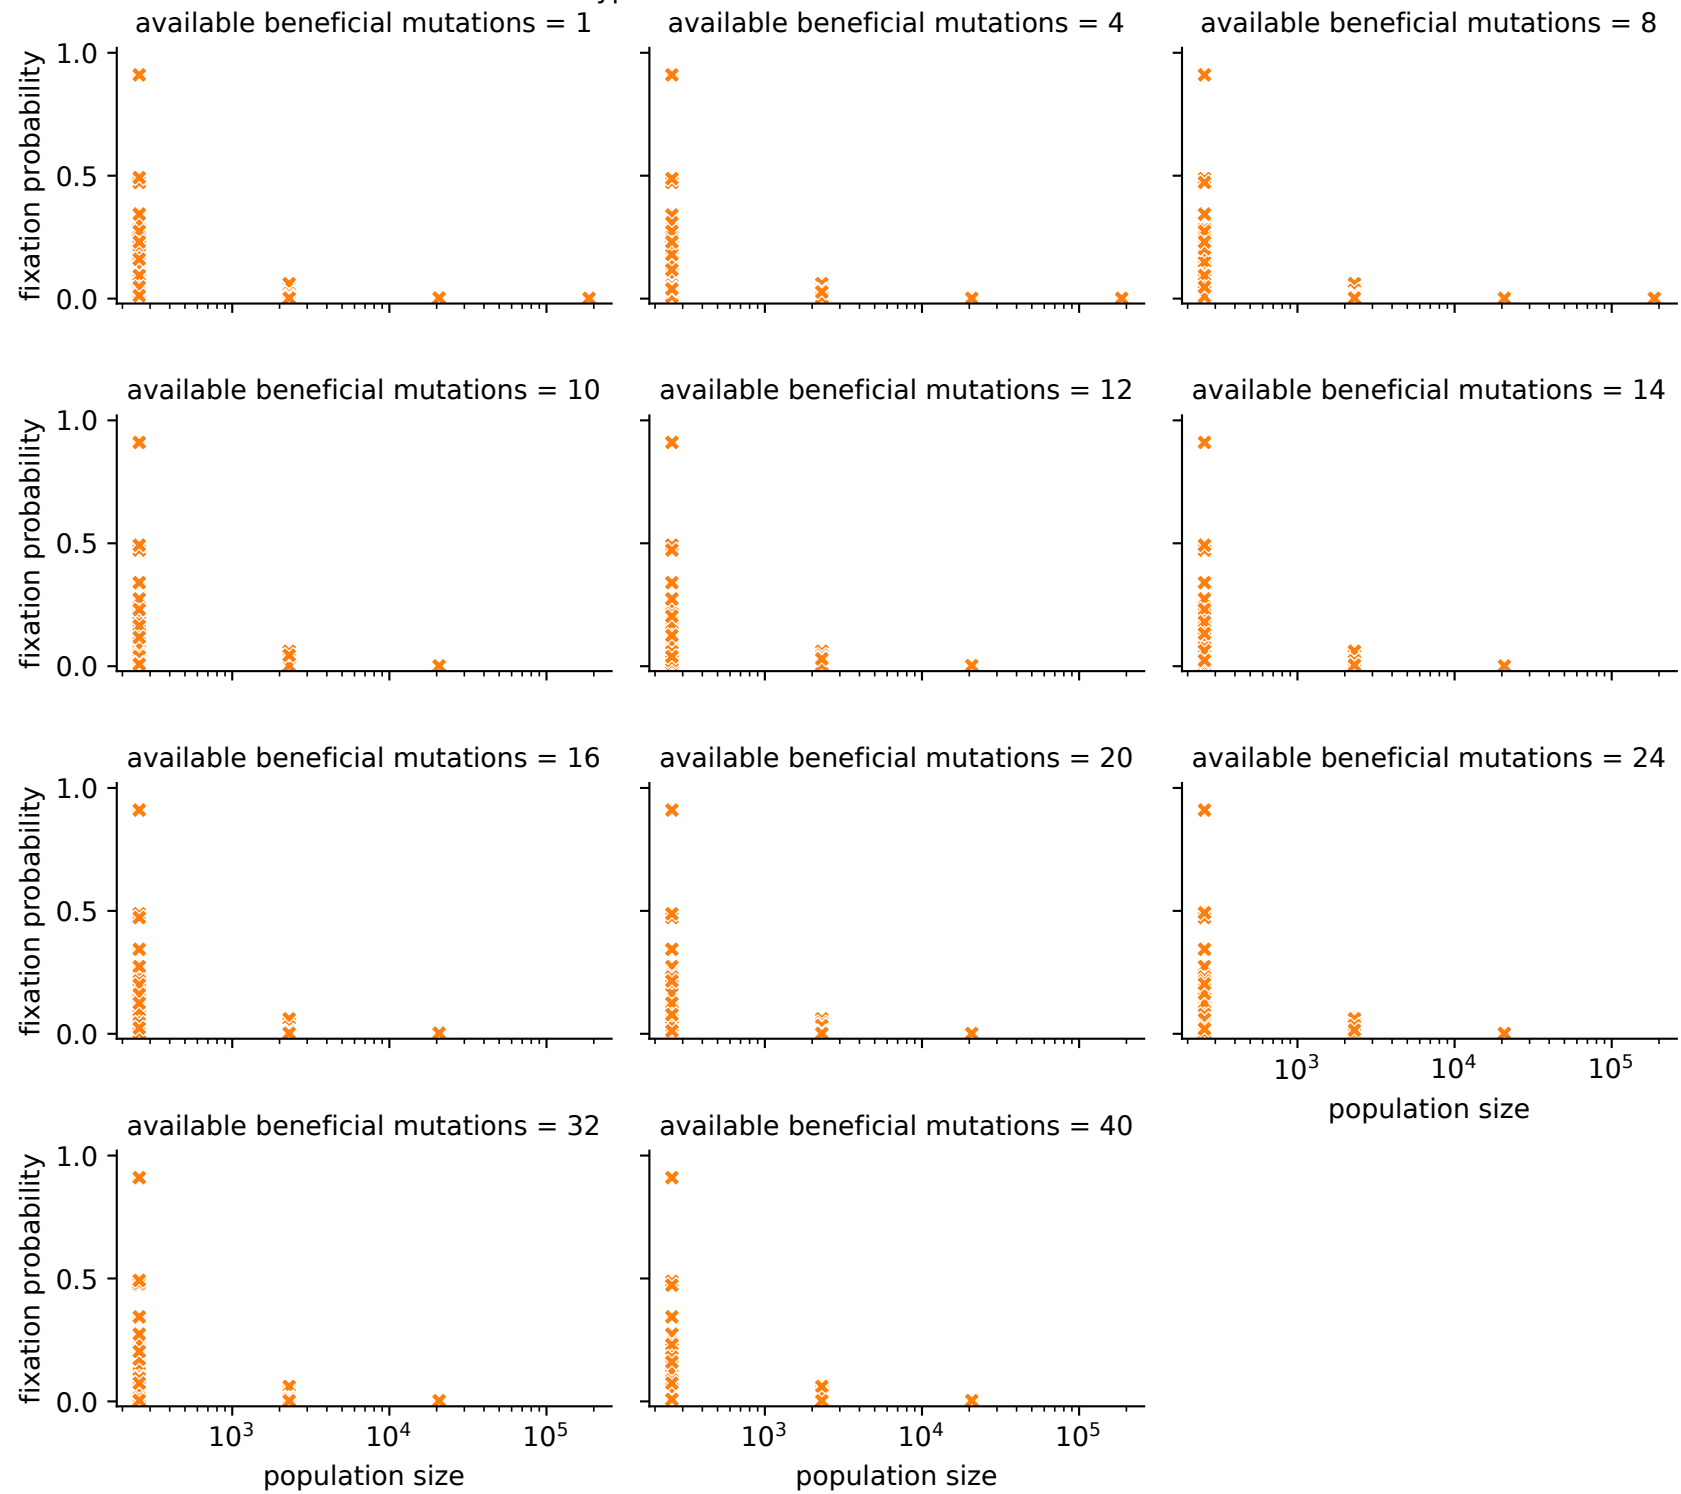 available beneficial mutations = 1
available beneficial mutations = 4
available beneficial mutations = 8
1.0
0.5
0.0
fixation probability
available beneficial mutations = 10
available beneficial mutations = 12
available beneficial mutations = 14
1.0
0.5
0.0
fixation probability
available beneficial mutations = 16
available beneficial mutations = 20
available beneficial mutations = 24
1.0
0.5
0.0
fixation probability
10³ 10⁴ 10⁵
population size
available beneficial mutations = 32
available beneficial mutations = 40
1.0
0.5
0.0
fixation probability
10³ 10⁴ 10⁵
10³ 10⁴ 10⁵
population size
population size